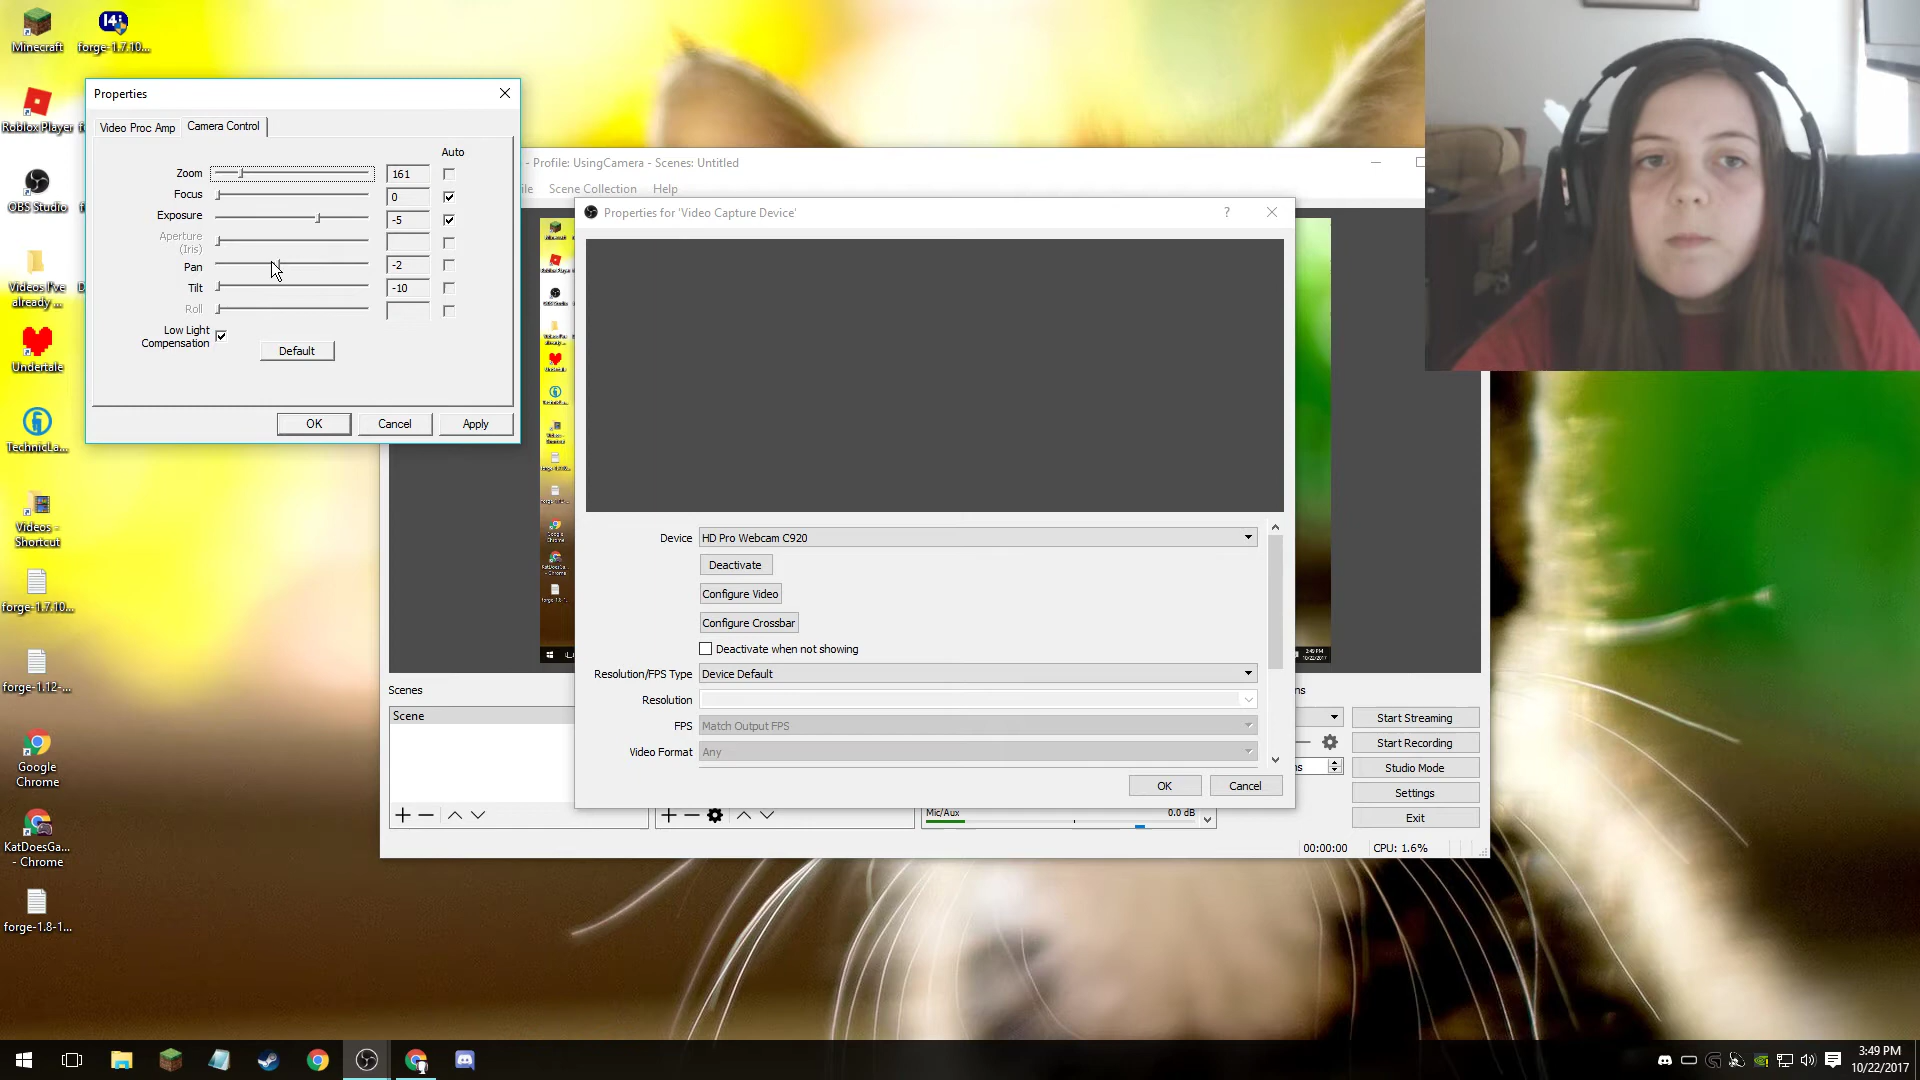 Minecraft
forge-1.7.10...
Roblox Player
OBS Studio
Videos I've
already ...
Undertale
TechnicLa...
Videos -
Shortcut
forge-1.7.10...
forge-1.12-...
Google
Chrome
KatDoesGa...
- Chrome
forge-1.8-1...
Properties
Video Proc Amp
Camera Control
Auto
Zoom
161
Focus
0
Exposure
-5
Aperture
(Iris)
Pan
-2
Tilt
-10
Roll
Low Light
Compensation
Default
OK
Cancel
Apply
- Profile: UsingCamera - Scenes: Untitled
Scene Collection
Help
Properties for 'Video Capture Device'
?
Device
HD Pro Webcam C920
Deactivate
Configure Video
Configure Crossbar
Deactivate when not showing
Resolution/FPS Type
Device Default
Resolution
FPS
Match Output FPS
Video Format
Any
OK
Cancel
Scenes
Scene
Mic/Aux
0.0 dB
Start Streaming
Start Recording
Studio Mode
Settings
Exit
00:00:00
CPU: 1.6%
3:49 PM
10/22/2017